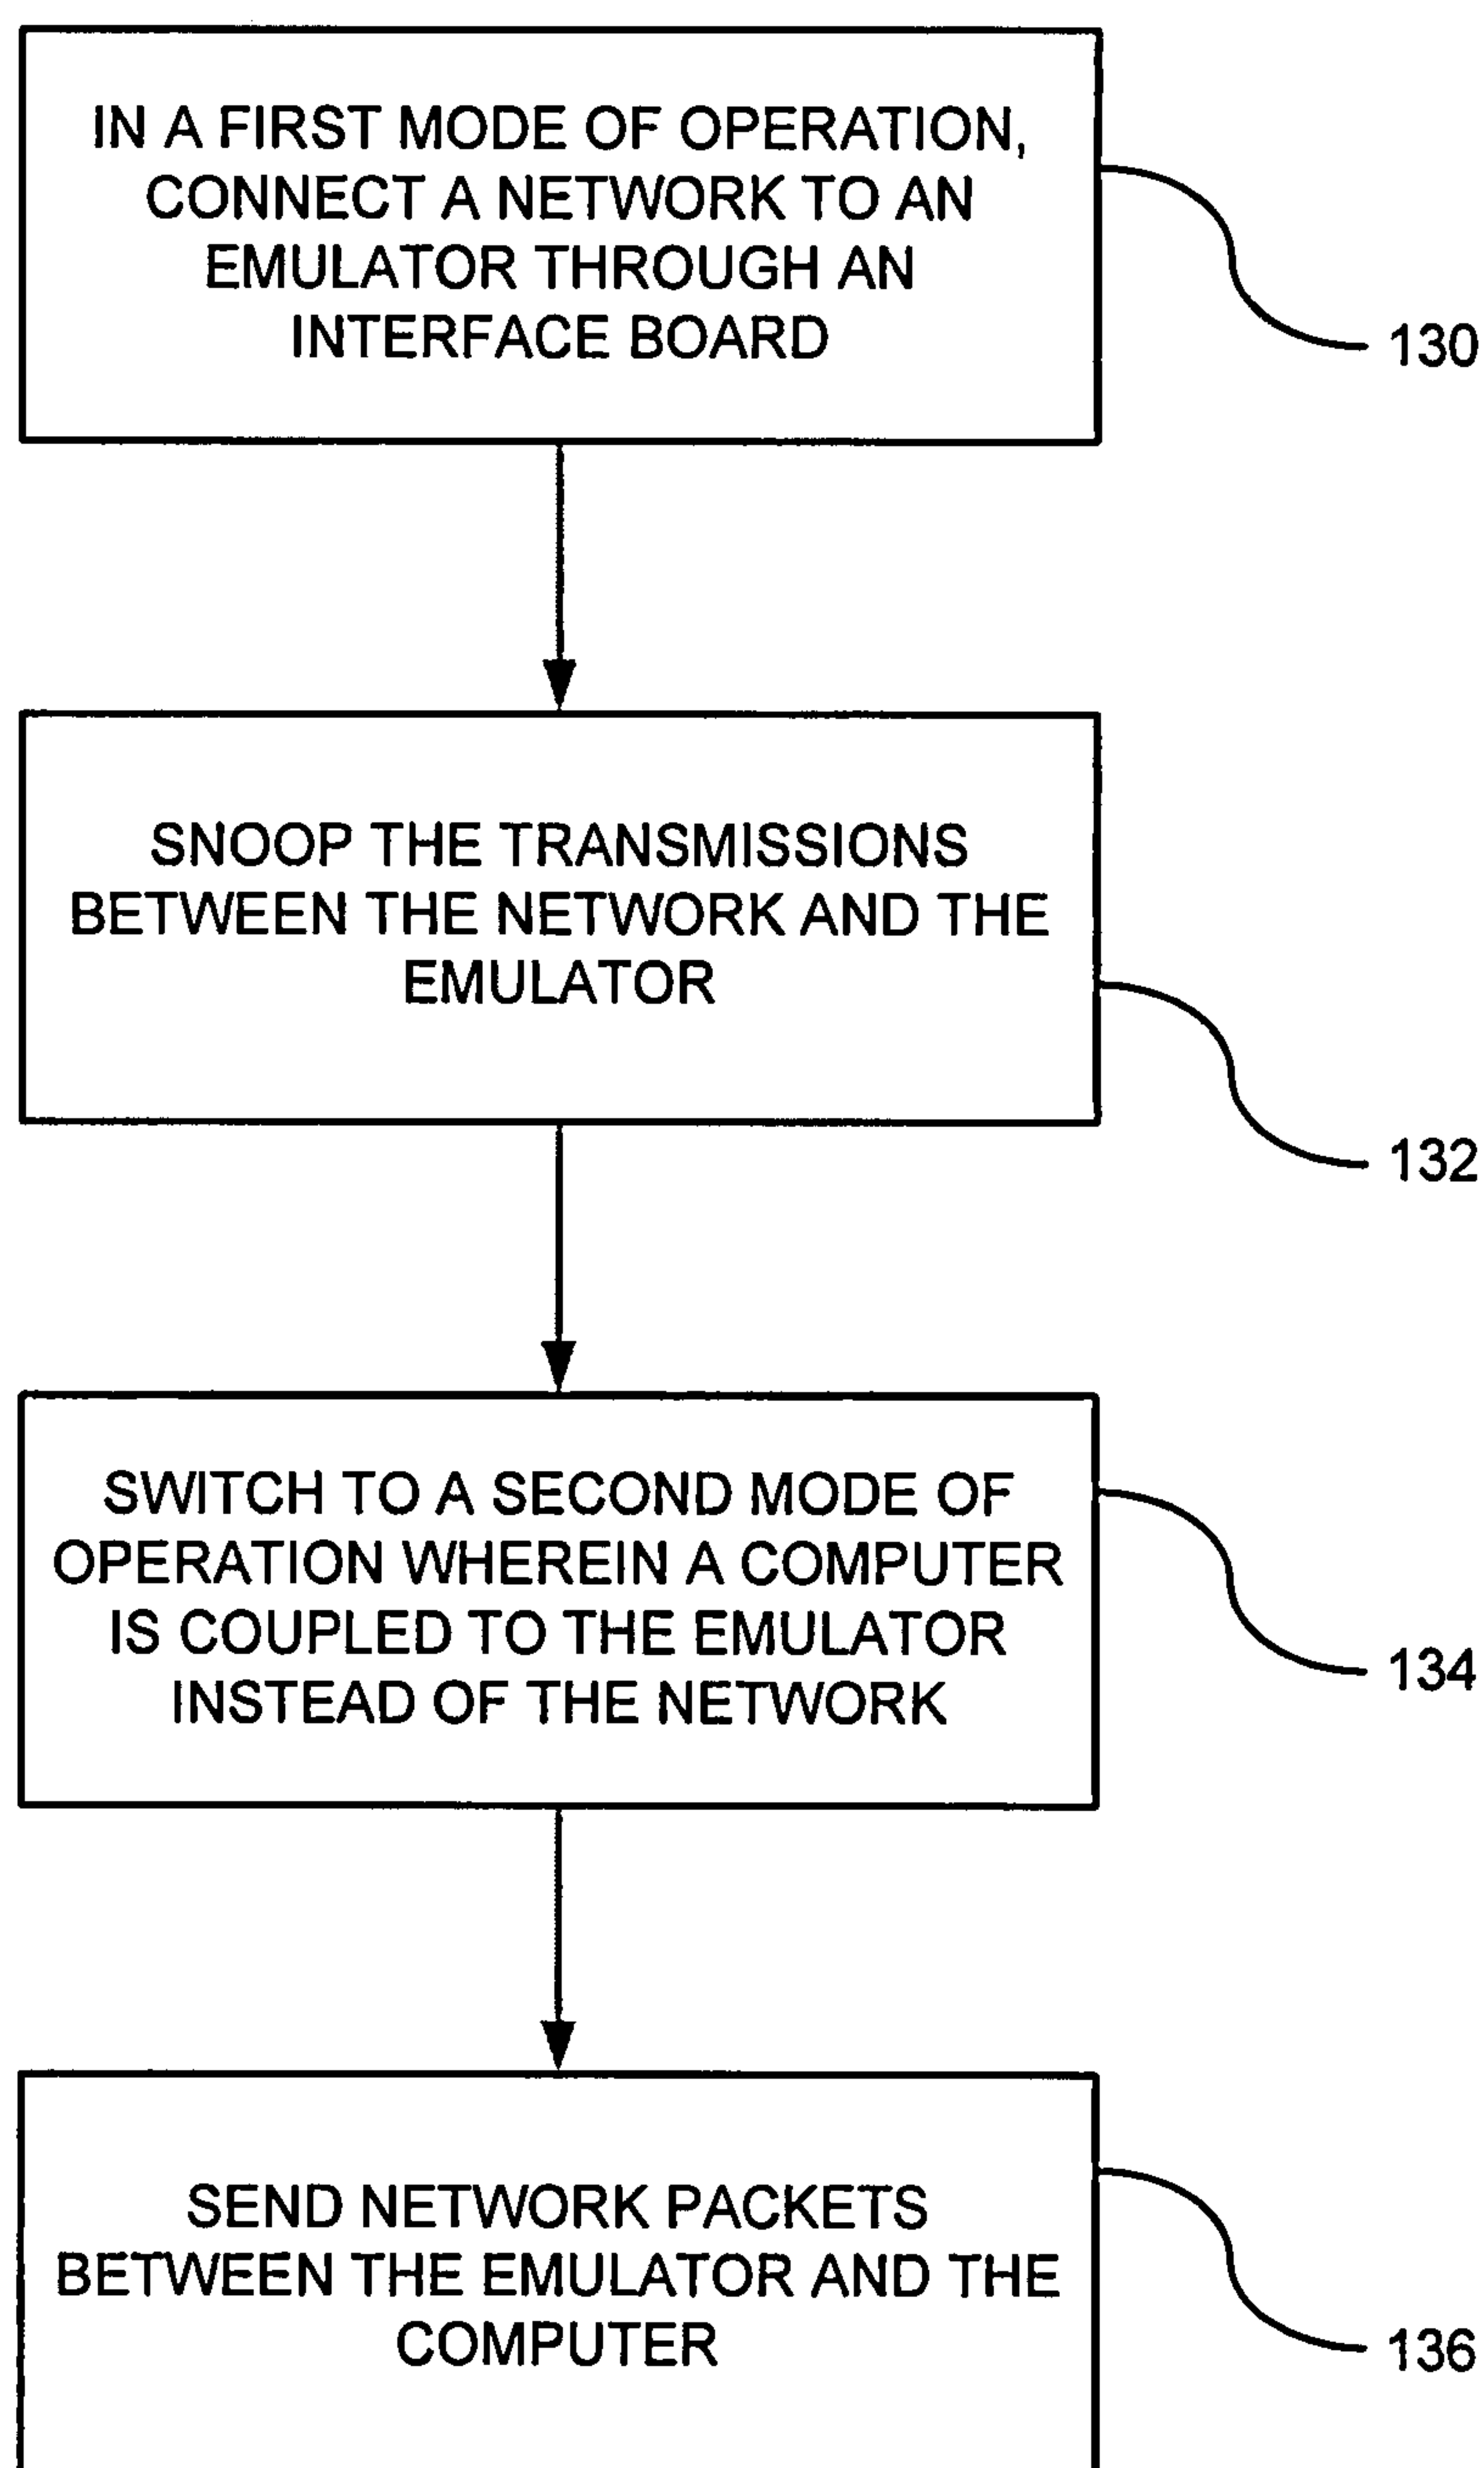 IN A FIRST MODE OF OPERATION,
CONNECT A NETWORK TO AN
EMULATOR THROUGH AN
INTERFACE BOARD
130
SNOOP THE TRANSMISSIONS
BETWEEN THE NETWORK AND THE
EMULATOR
132
SWITCH TO A SECOND MODE OF
OPERATION WHEREIN A COMPUTER
IS COUPLED TO THE EMULATOR
INSTEAD OF THE NETWORK
134
SEND NETWORK PACKETS
BETWEEN THE EMULATOR AND THE
COMPUTER
136